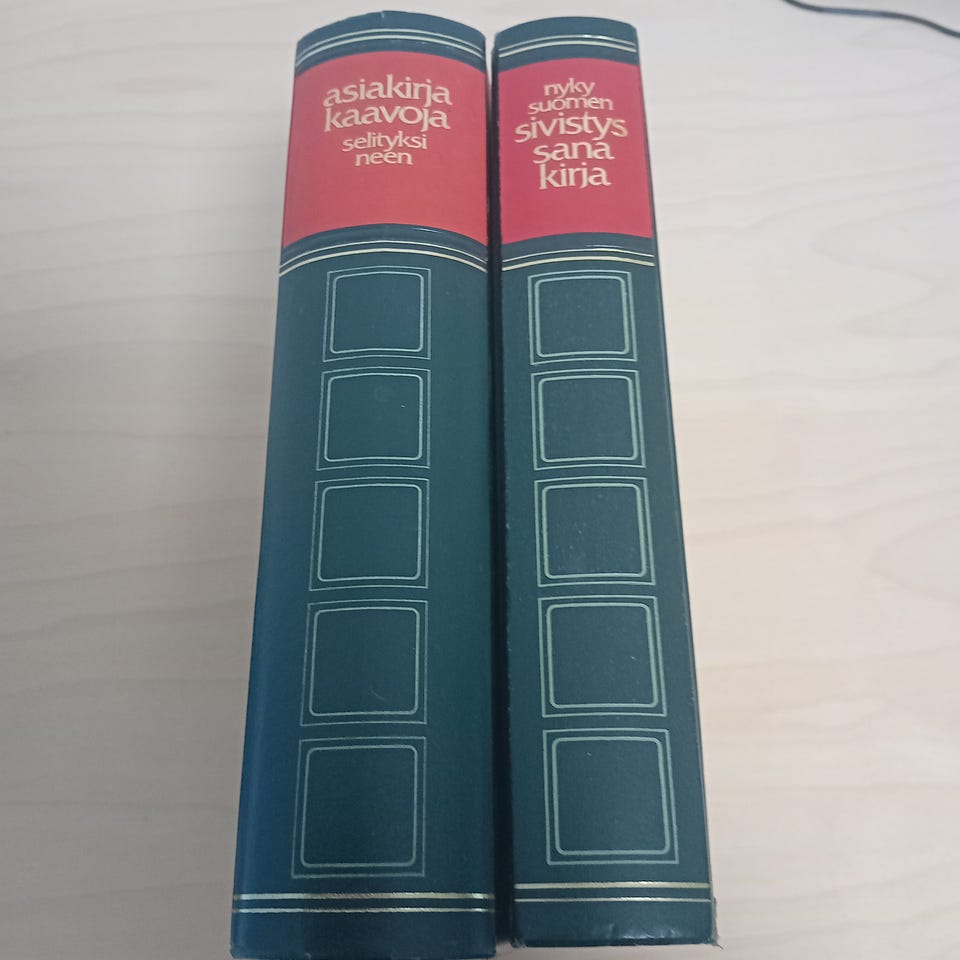 asiakirja
kaavoja
selityksi
neen
nyky
suomen
sivistys
sana
kirja